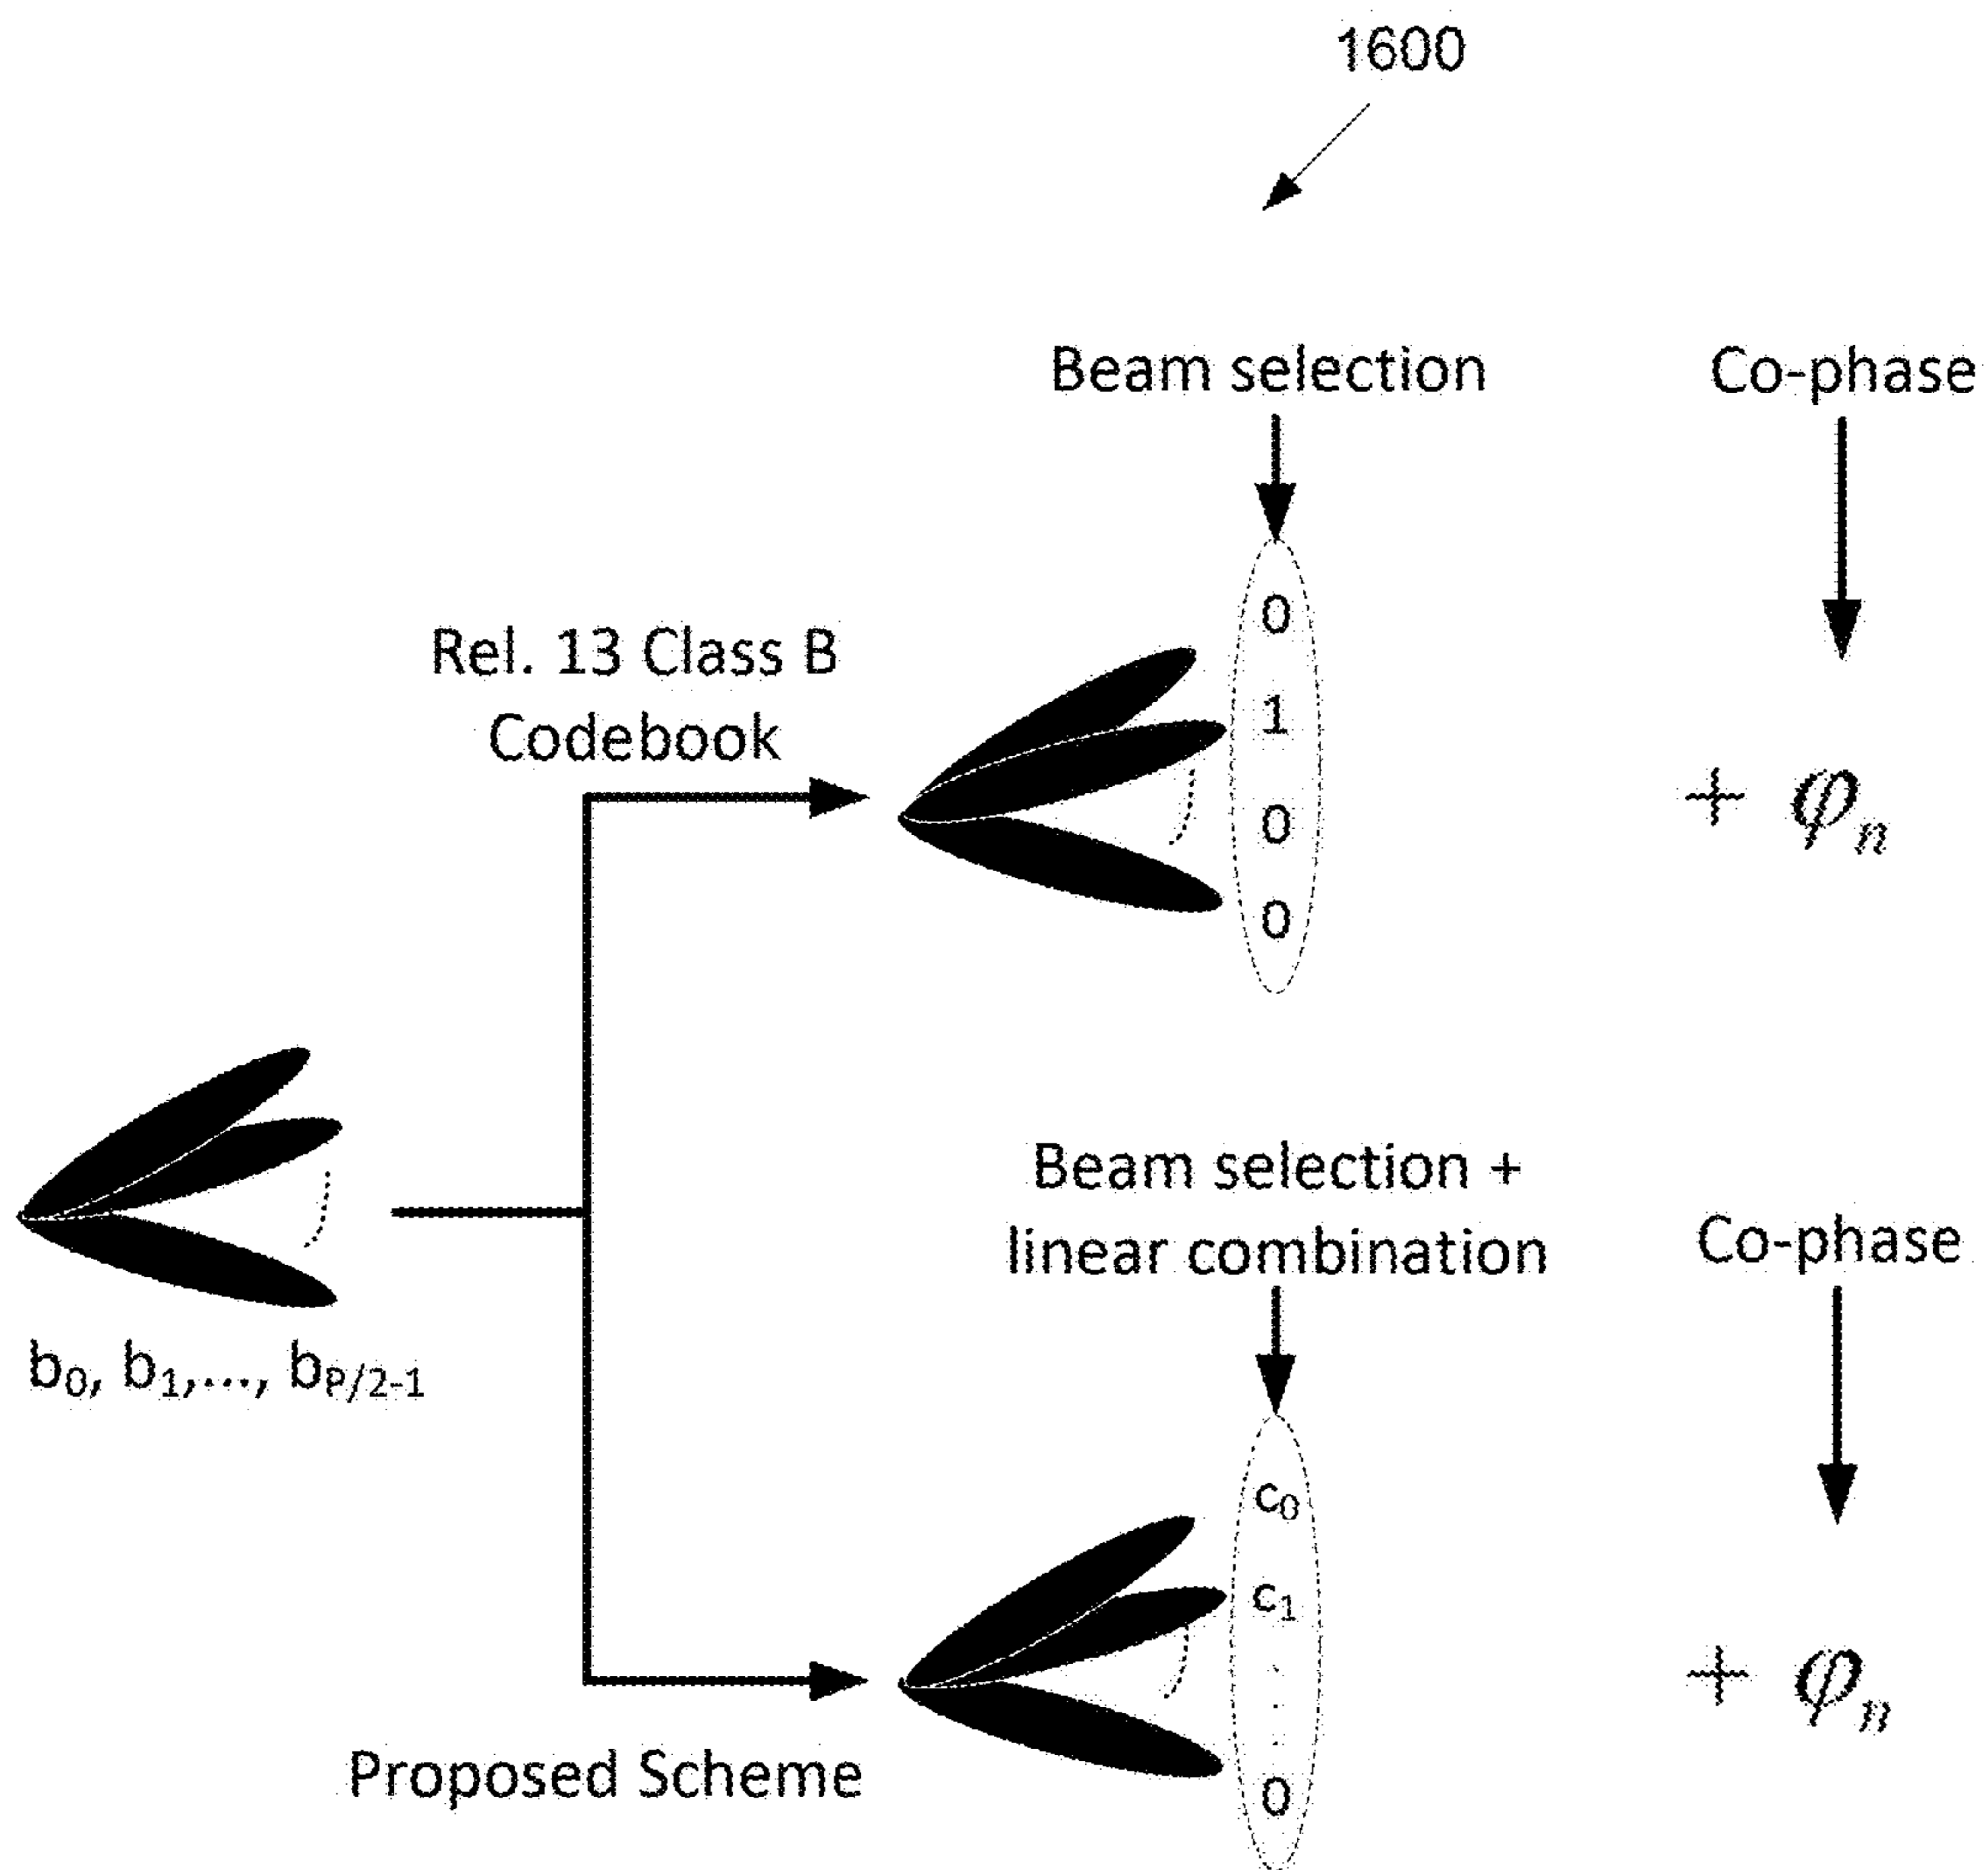 1600
Beam selection
Co-phase
Rel. 13 Class B
Codebook
0
1
0
0
+ φn
b0, b1,..., bP/2-1
Beam selection +
linear combination
Co-phase
c0
c1
.
.
.
0
+ φn
Proposed Scheme